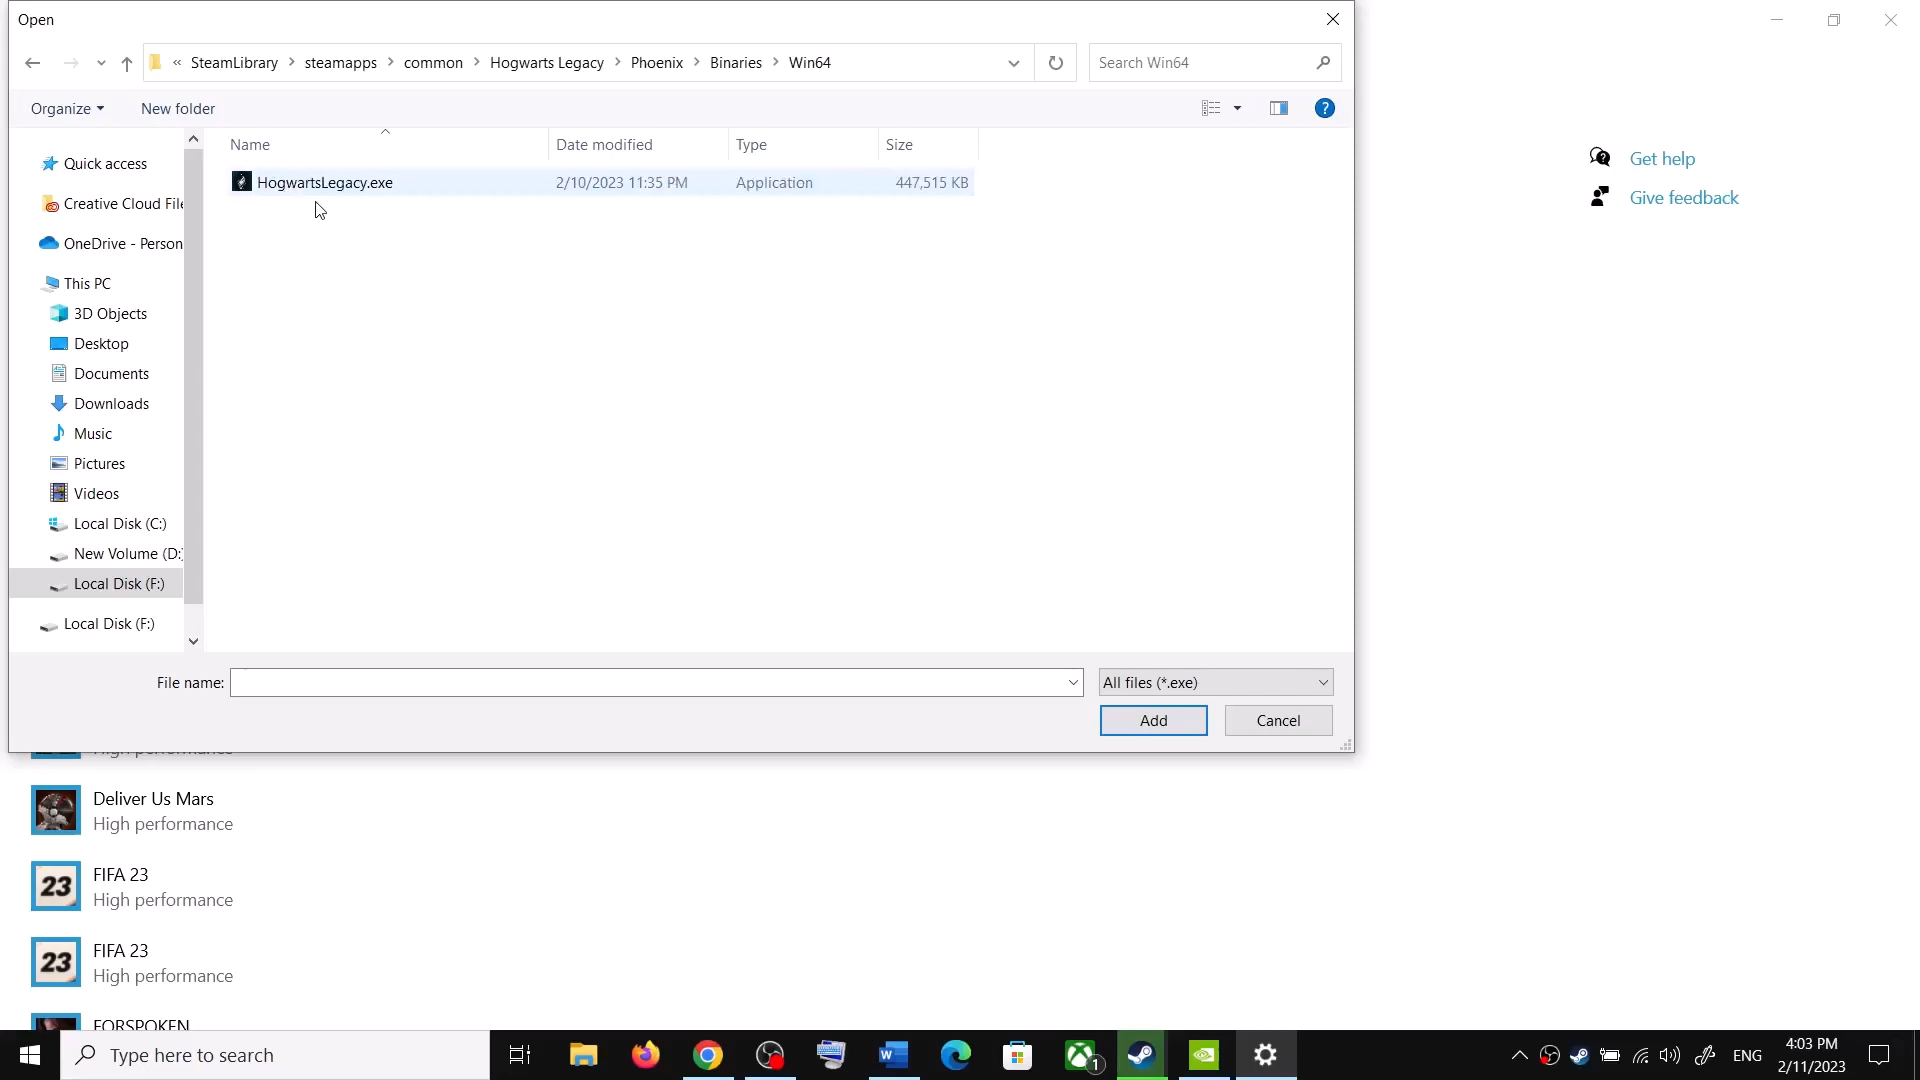 Open
« SteamLibrary > steamapps > common > Hogwarts Legacy > Phoenix > Binaries > Win64
Search Win64
Organize
New folder
Name
Date modified
Type
Size
HogwartsLegacy.exe
2/10/2023 11:35 PM
Application
447,515 KB
Quick access
Creative Cloud File
OneDrive - Person
This PC
3D Objects
Desktop
Documents
Downloads
Music
Pictures
Videos
Local Disk (C:)
New Volume (D:)
Local Disk (F:)
Local Disk (F:)
File name:
All files (*.exe)
Add
Cancel
Get help
Give feedback
High performance
Deliver Us Mars
High performance
23
FIFA 23
High performance
23
FIFA 23
High performance
FORSPOKEN
Type here to search
1
ENG
4:03 PM
2/11/2023